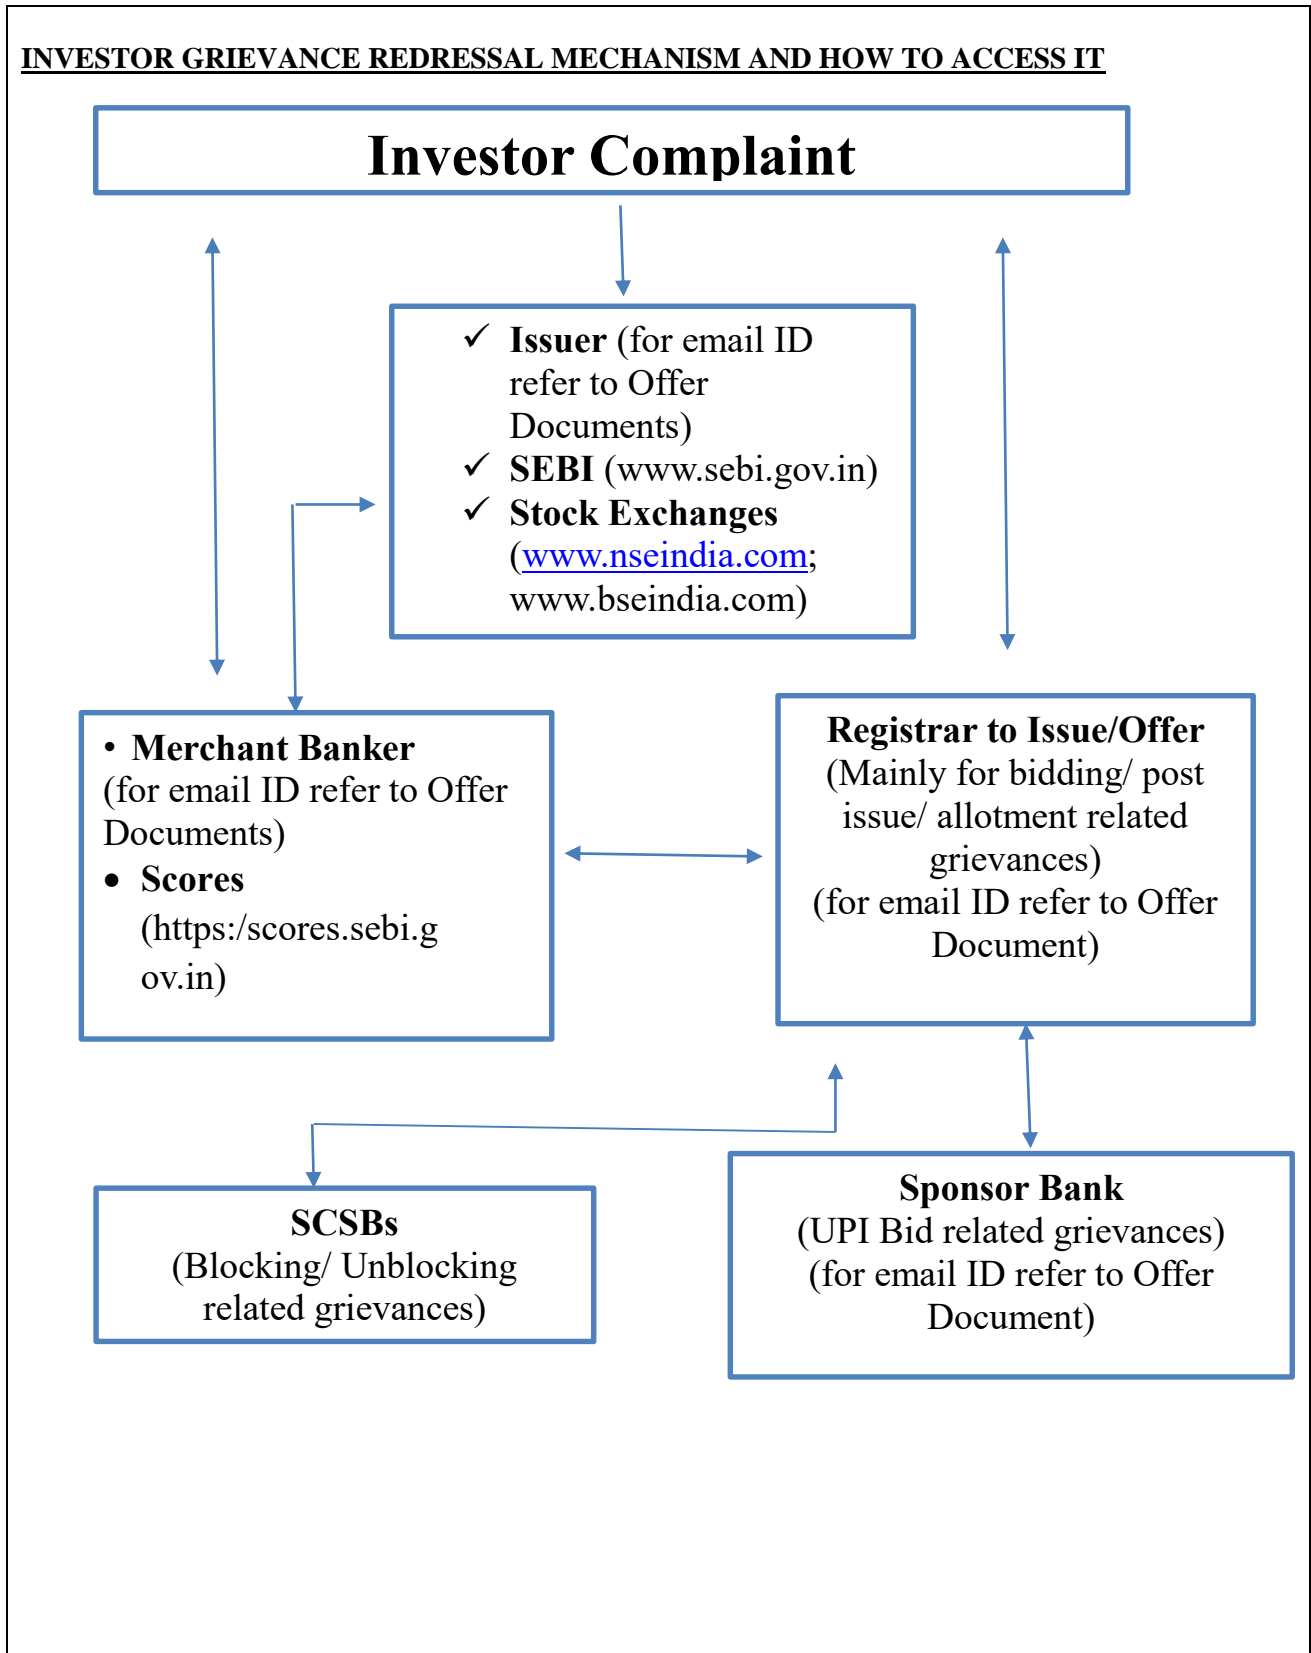 INVESTOR GRIEVANCE REDRESSAL MECHANISM AND HOW TO ACCESS IT
Investor Complaint
✓ Issuer (for email ID
refer to Offer
Documents)
✓ SEBI (www.sebi.gov.in)
✓ Stock Exchanges
(www.nseindia.com;
www.bseindia.com)
• Merchant Banker
(for email ID refer to Offer
Documents)
• Scores
(https:/scores.sebi.g
ov.in)
Registrar to Issue/Offer
(Mainly for bidding/ post
issue/ allotment related
grievances)
(for email ID refer to Offer
Document)
SCSBs
(Blocking/ Unblocking
related grievances)
Sponsor Bank
(UPI Bid related grievances)
(for email ID refer to Offer
Document)